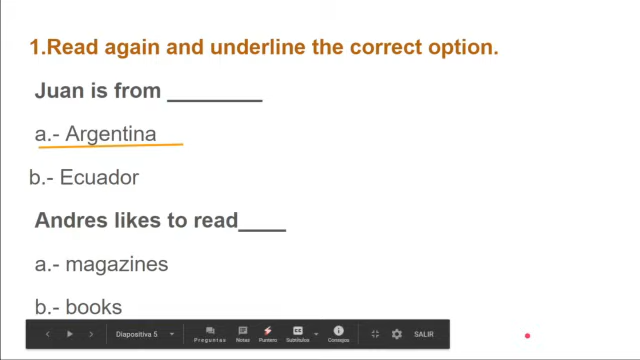 1.Read again and underline the correct option.
Juan is from ________
a.- Argentina
b.- Ecuador
Andres likes to read____
a.- magazines
b.- books
Diapositiva 5 Preguntas Notas Puntero Subtítulos Consejos SALIR